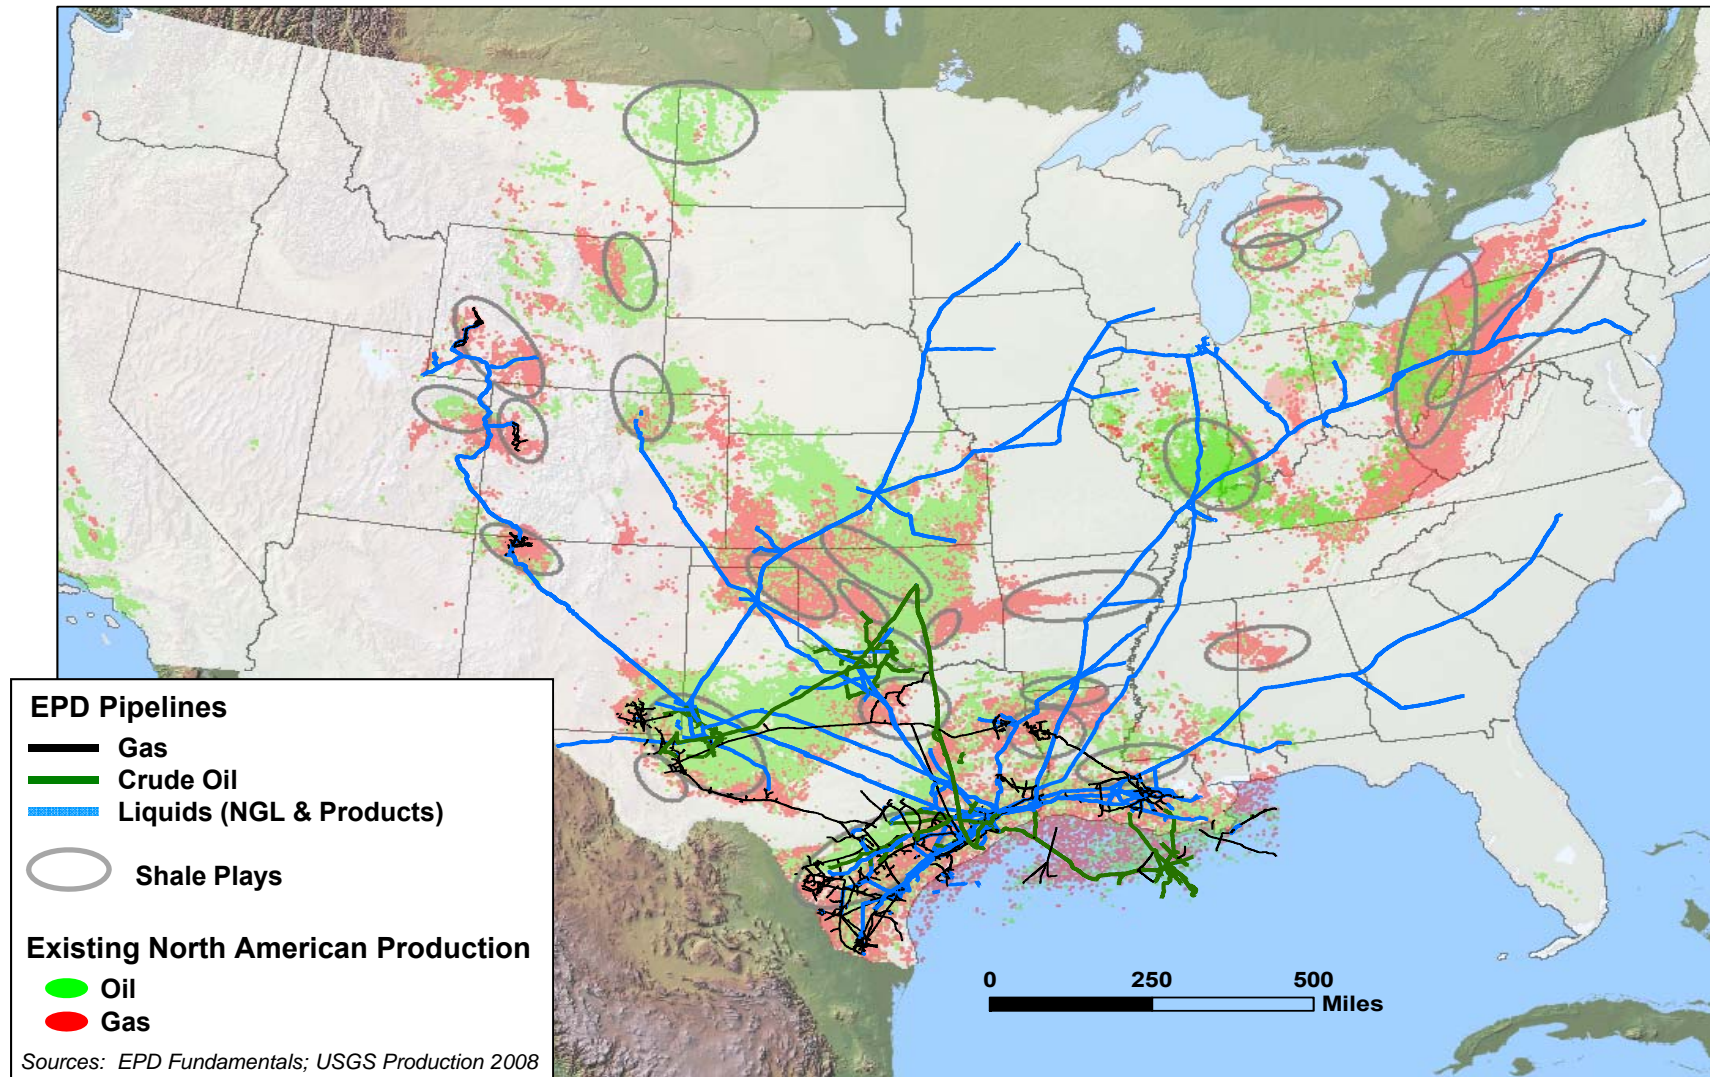 EPD Pipelines
Gas
Crude Oil
Liquids (NGL & Products)
Shale Plays
Existing North American Production
Oil
Gas
Sources: EPD Fundamentals; USGS Production 2008
0 250 500
Miles